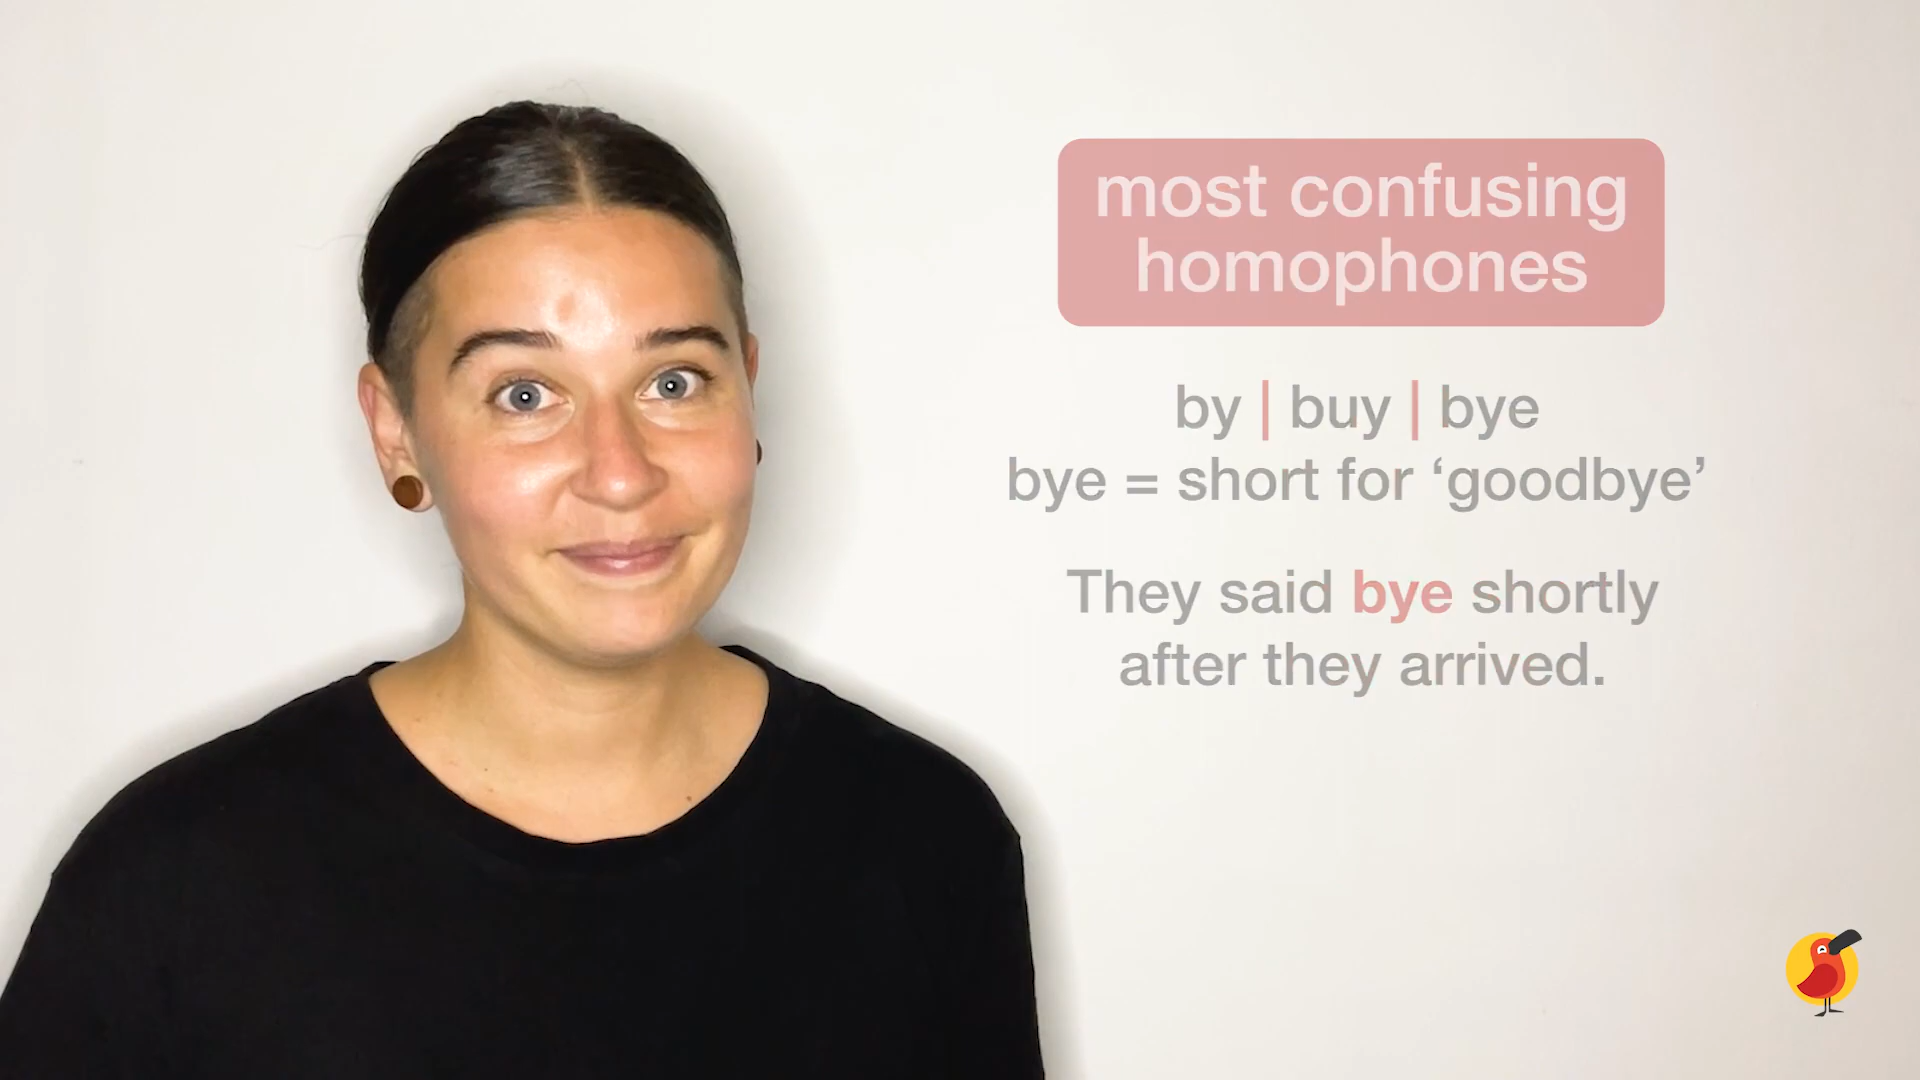 most confusing
homophones
by | buy | bye
bye = short for ‘goodbye’
They said bye shortly
after they arrived.